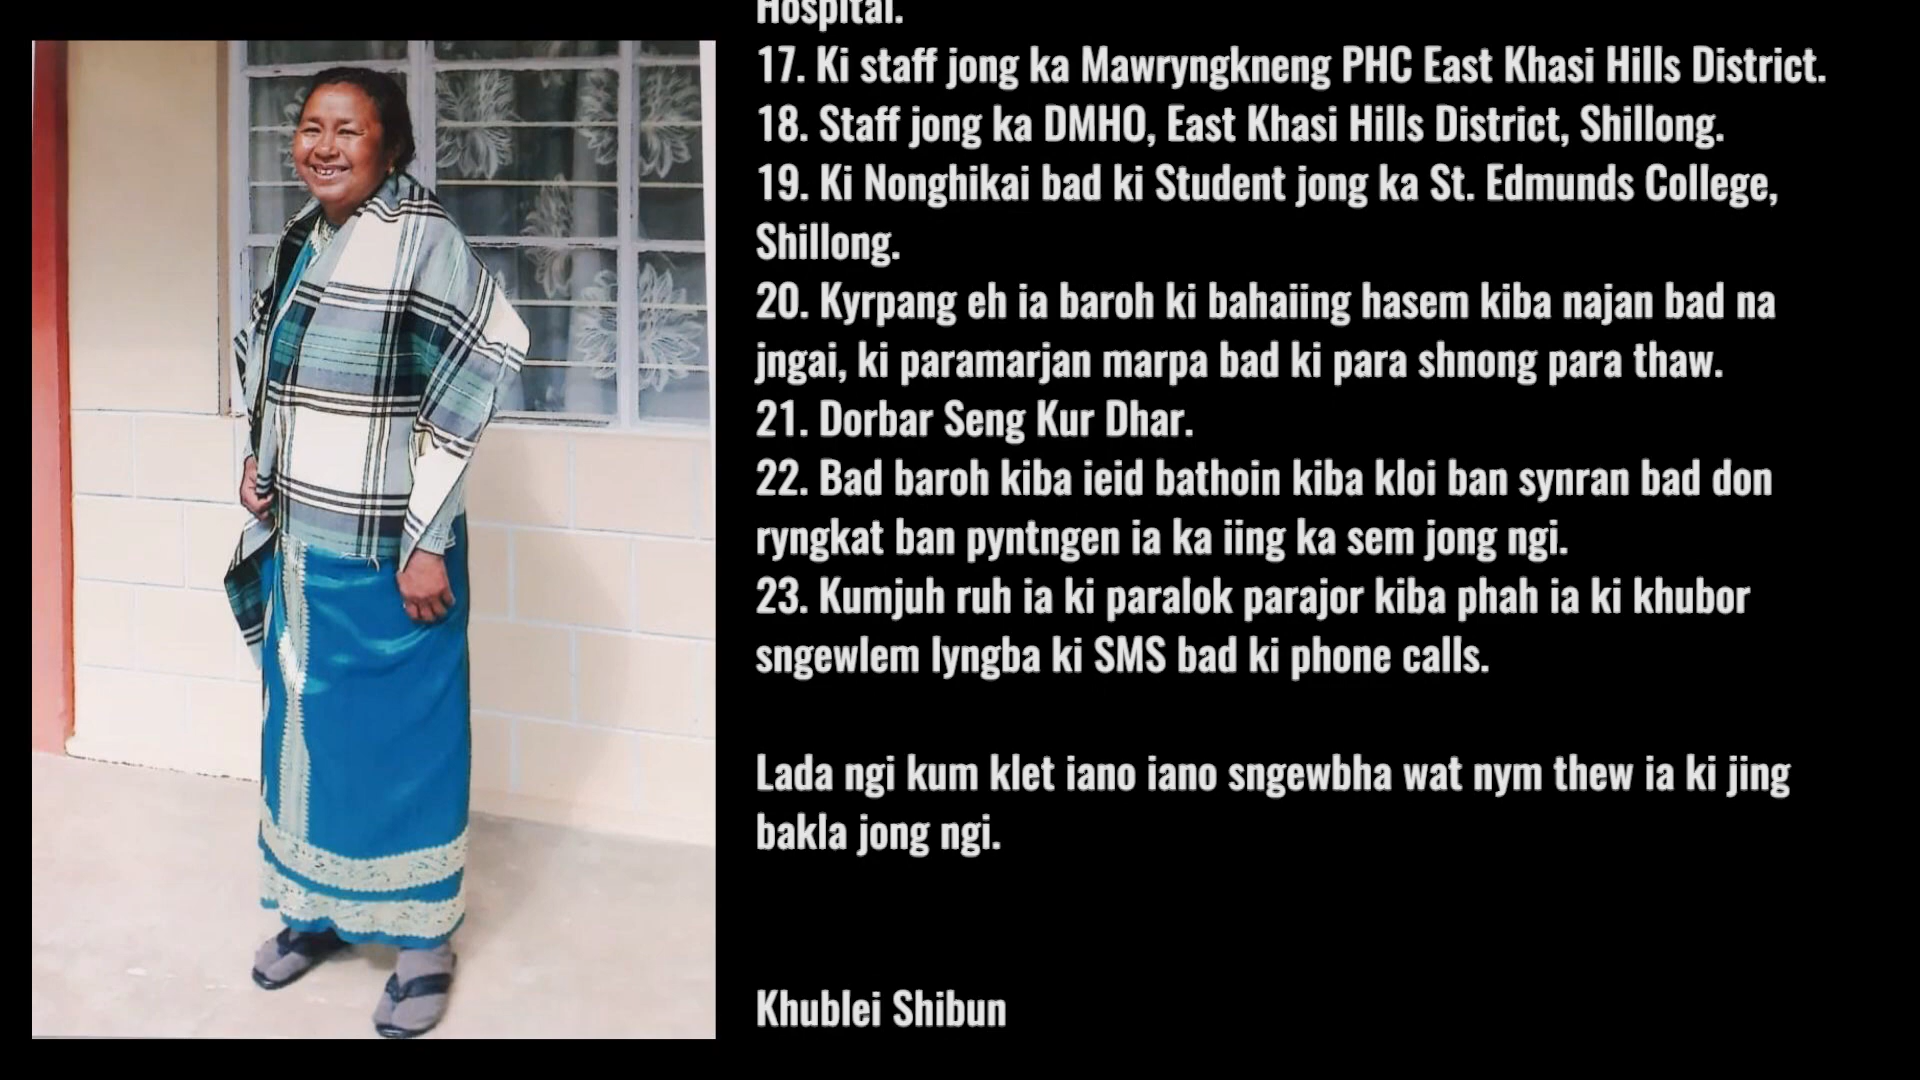 Hospital.
17. Ki staff jong ka Mawryngkneng PHC East Khasi Hills District.
18. Staff jong ka DMHO, East Khasi Hills District, Shillong.
19. Ki Nonghikai bad ki Student jong ka St. Edmunds College,
Shillong.
20. Kyrpang eh ia baroh ki bahaiing hasem kiba najan bad na
jngai, ki paramarjan marpa bad ki para shnong para thaw.
21. Dorbar Seng Kur Dhar.
22. Bad baroh kiba ieid bathoin kiba kloi ban synran bad don
ryngkat ban pyntngen ia ka iing ka sem jong ngi.
23. Kumjuh ruh ia ki paralok parajor kiba phah ia ki khubor
sngewlem lyngba ki SMS bad ki phone calls.
Lada ngi kum klet iano iano sngewbha wat nym thew ia ki jing
bakla jong ngi.
Khublei Shibun